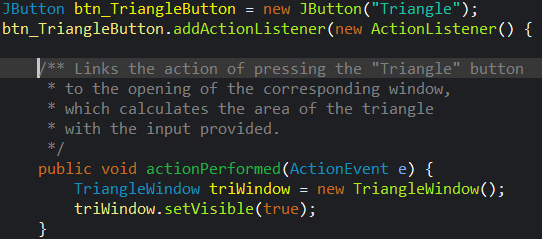 JButton btn_TriangleButton = new JButton("Triangle");
btn_TriangleButton.addActionListener(new ActionListener() {
/** Links the action of pressing the "Triangle" button
* to the opening of the corresponding window,
* which calculates the area of the triangle
* with the input provided.
*/
public void actionPerformed(ActionEvent e) {
TriangleWindow triWindow = new TriangleWindow();
triWindow.setVisible(true);
}